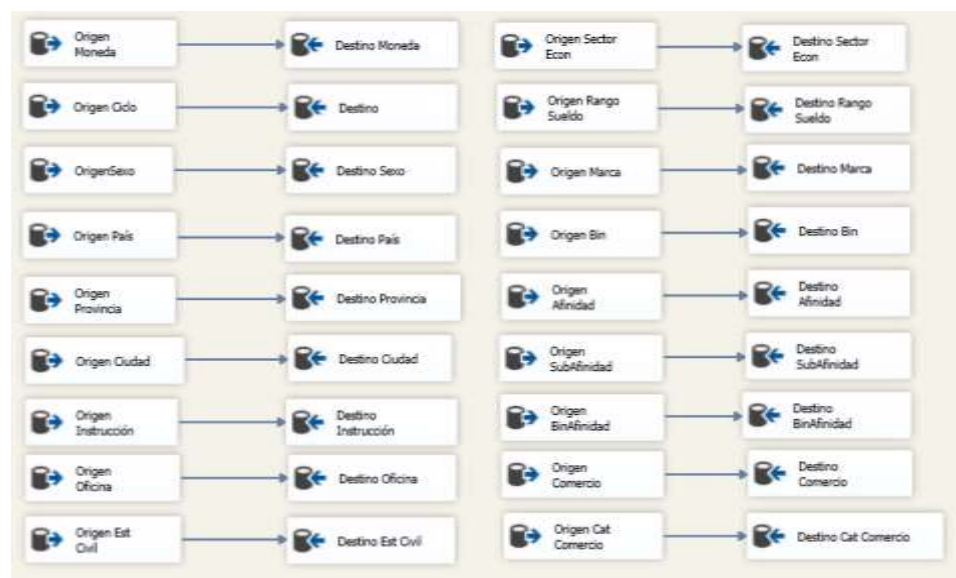 Origen
Moneda
Destino Moneda
Origen Ciclo
Destino
OrigenSexo
Destino Sexo
Origen País
Destino País
Origen
Provincia
Destino Provincia
Origen Ciudad
Destino Ciudad
Origen
Instrucción
Destino
Instrucción
Origen
Oficina
Destino Oficina
Origen Est
Civil
Destino Est Civil
Origen Sector
Econ
Destino Sector
Econ
Origen Rango
Sueldo
Destino Rango
Sueldo
Origen Marca
Destino Marca
Origen Bin
Destino Bin
Origen
Afinidad
Destino
Afinidad
Origen
SubAfinidad
Destino
SubAfinidad
Origen
BinAfinidad
Destino
BinAfinidad
Origen
Comercio
Destino
Comercio
Origen Cat
Comercio
Destino Cat Comercio